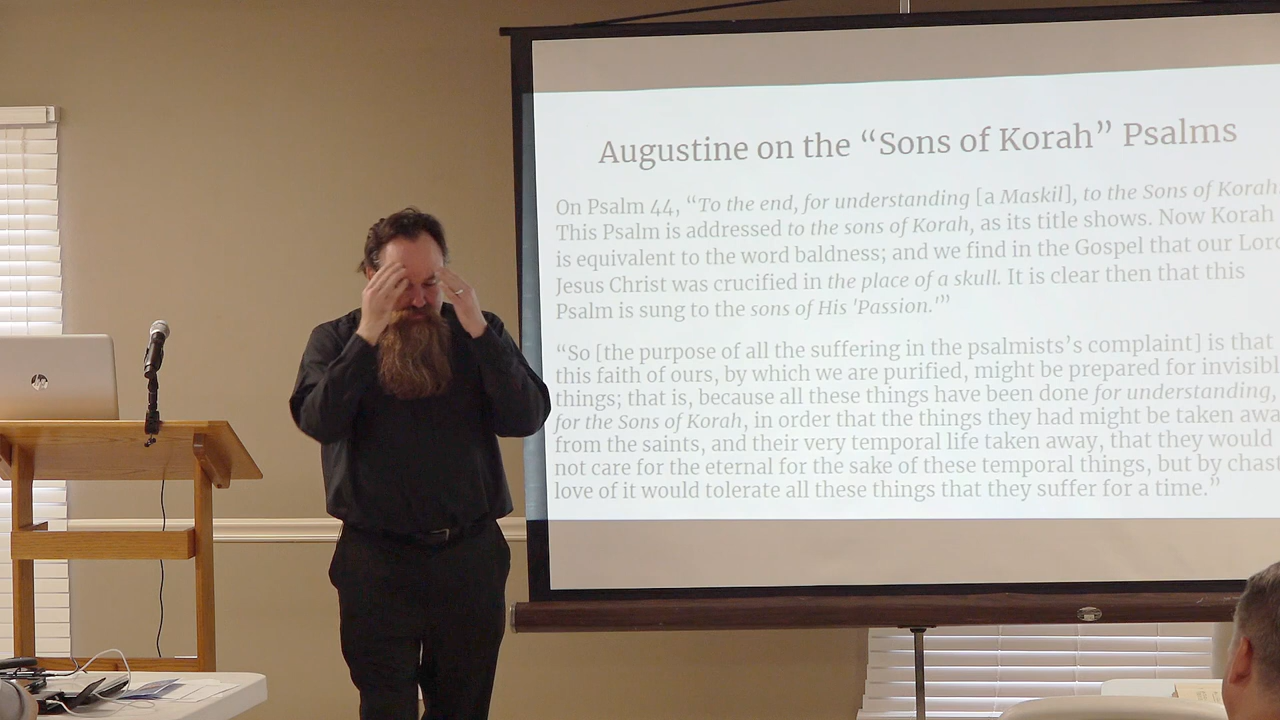 Augustine on the “Sons of Korah” Psalms
On Psalm 44, “To the end, for understanding [a Maskil], to the Sons of Korah
This Psalm is addressed to the sons of Korah, as its title shows. Now Korah
is equivalent to the word baldness; and we find in the Gospel that our Lord
Jesus Christ was crucified in the place of a skull. It is clear then that this
Psalm is sung to the sons of His 'Passion.'”
“So [the purpose of all the suffering in the psalmists’s complaint] is that
this faith of ours, by which we are purified, might be prepared for
things; that is, because all these things have been done for understanding,
for the Sons of Korah, in order that the things they had might be taken
from the saints, and their very temporal life taken away, that they would
not care for the eternal for the sake of these temporal things, but by
love of it would tolerate all these things that they suffer for a time.”
hp